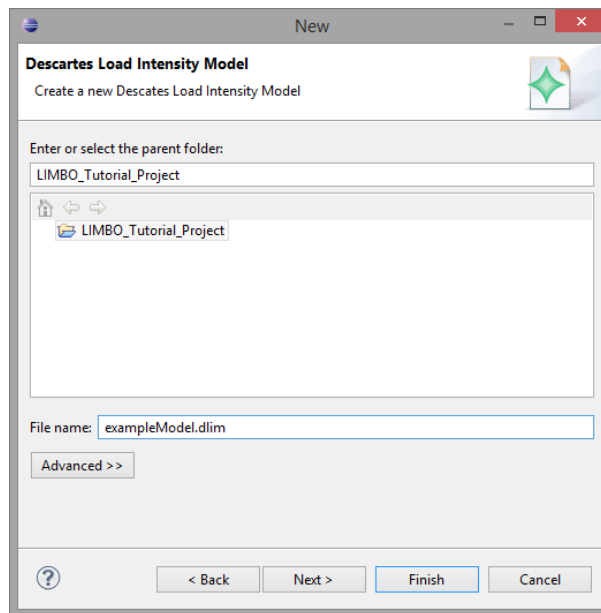 New
Descartes Load Intensity Model
Create a new Descates Load Intensity Model
Enter or select the parent folder:
LIMBO_Tutorial_Project
LIMBO_Tutorial_Project
File name: exampleModel.dlim
Advanced >>
? < Back Next > Finish Cancel